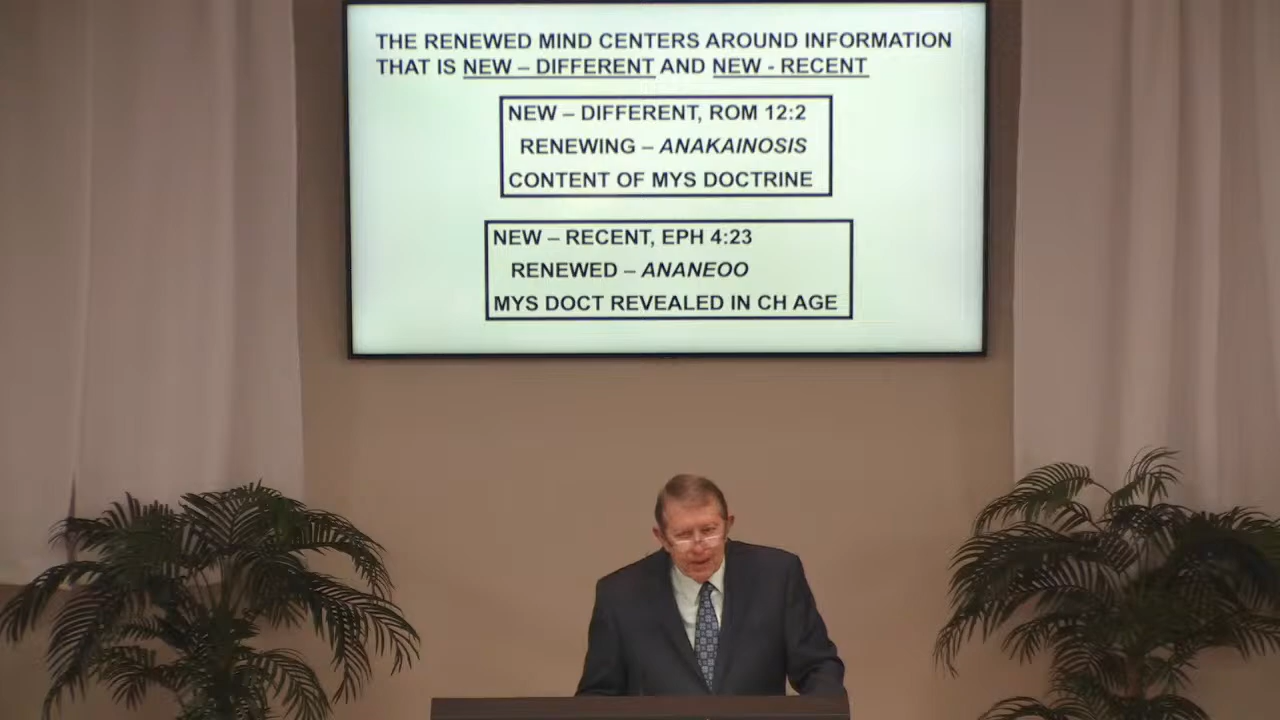 THE RENEWED MIND CENTERS AROUND INFORMATION
THAT IS NEW – DIFFERENT AND NEW - RECENT
NEW – DIFFERENT, ROM 12:2
RENEWING – ANAKAINOSIS
CONTENT OF MYS DOCTRINE
NEW – RECENT, EPH 4:23
RENEWED – ANANEOO
MYS DOCT REVEALED IN CH AGE